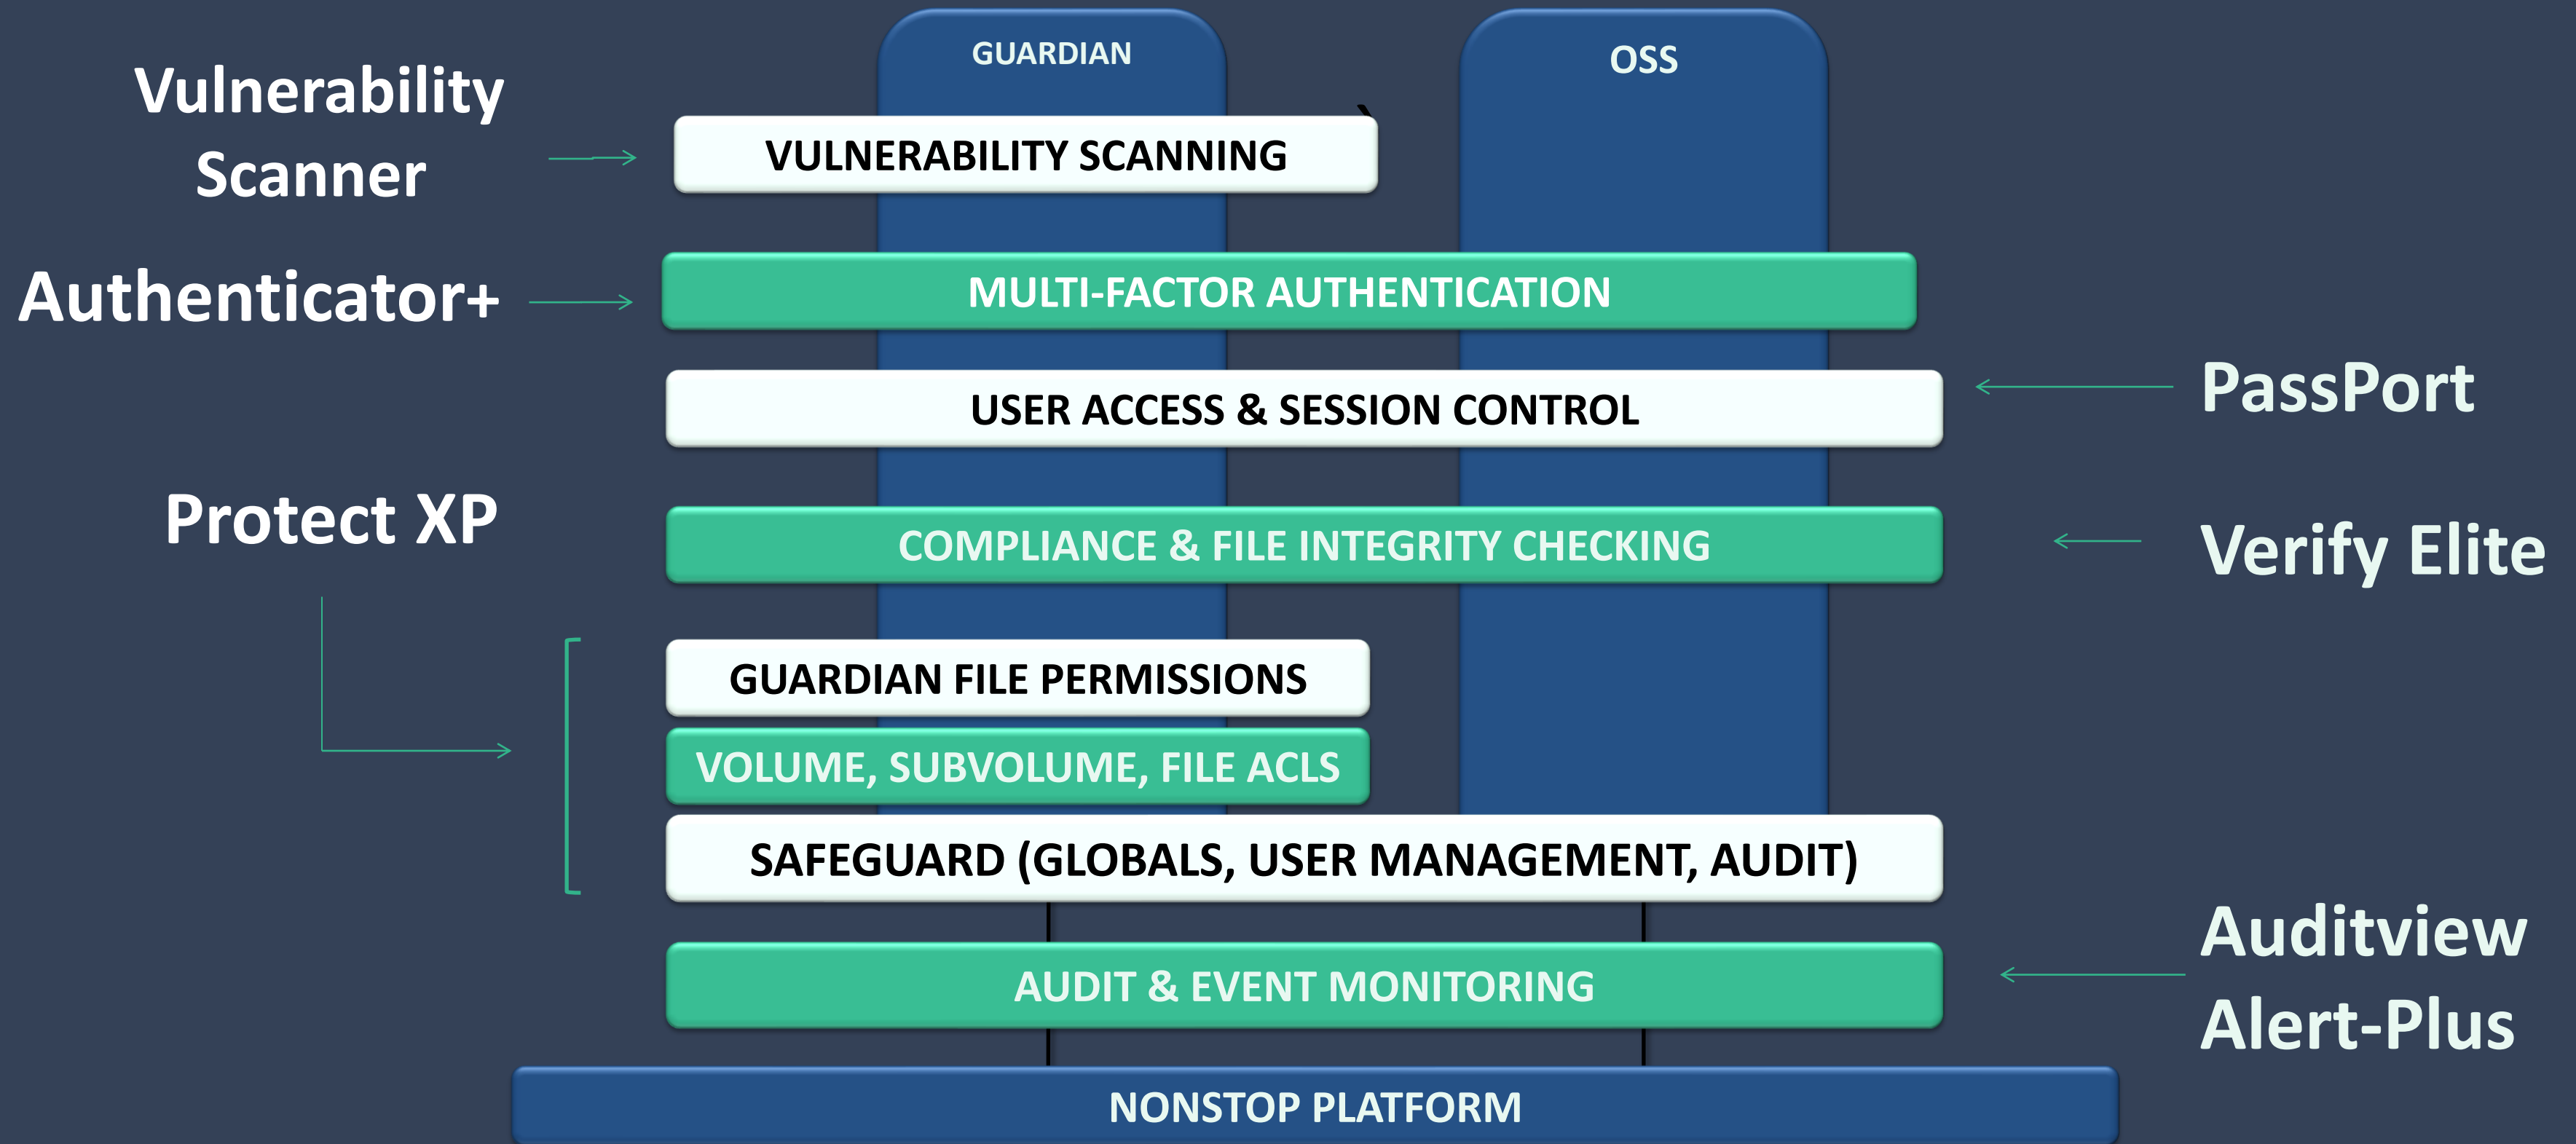 GUARDIAN
OSS
Vulnerability
Scanner
VULNERABILITY SCANNING
Authenticator+
MULTI-FACTOR AUTHENTICATION
USER ACCESS & SESSION CONTROL
PassPort
Protect XP
COMPLIANCE & FILE INTEGRITY CHECKING
Verify Elite
GUARDIAN FILE PERMISSIONS
VOLUME, SUBVOLUME, FILE ACLS
SAFEGUARD (GLOBALS, USER MANAGEMENT, AUDIT)
AUDIT & EVENT MONITORING
Auditview
Alert-Plus
NONSTOP PLATFORM